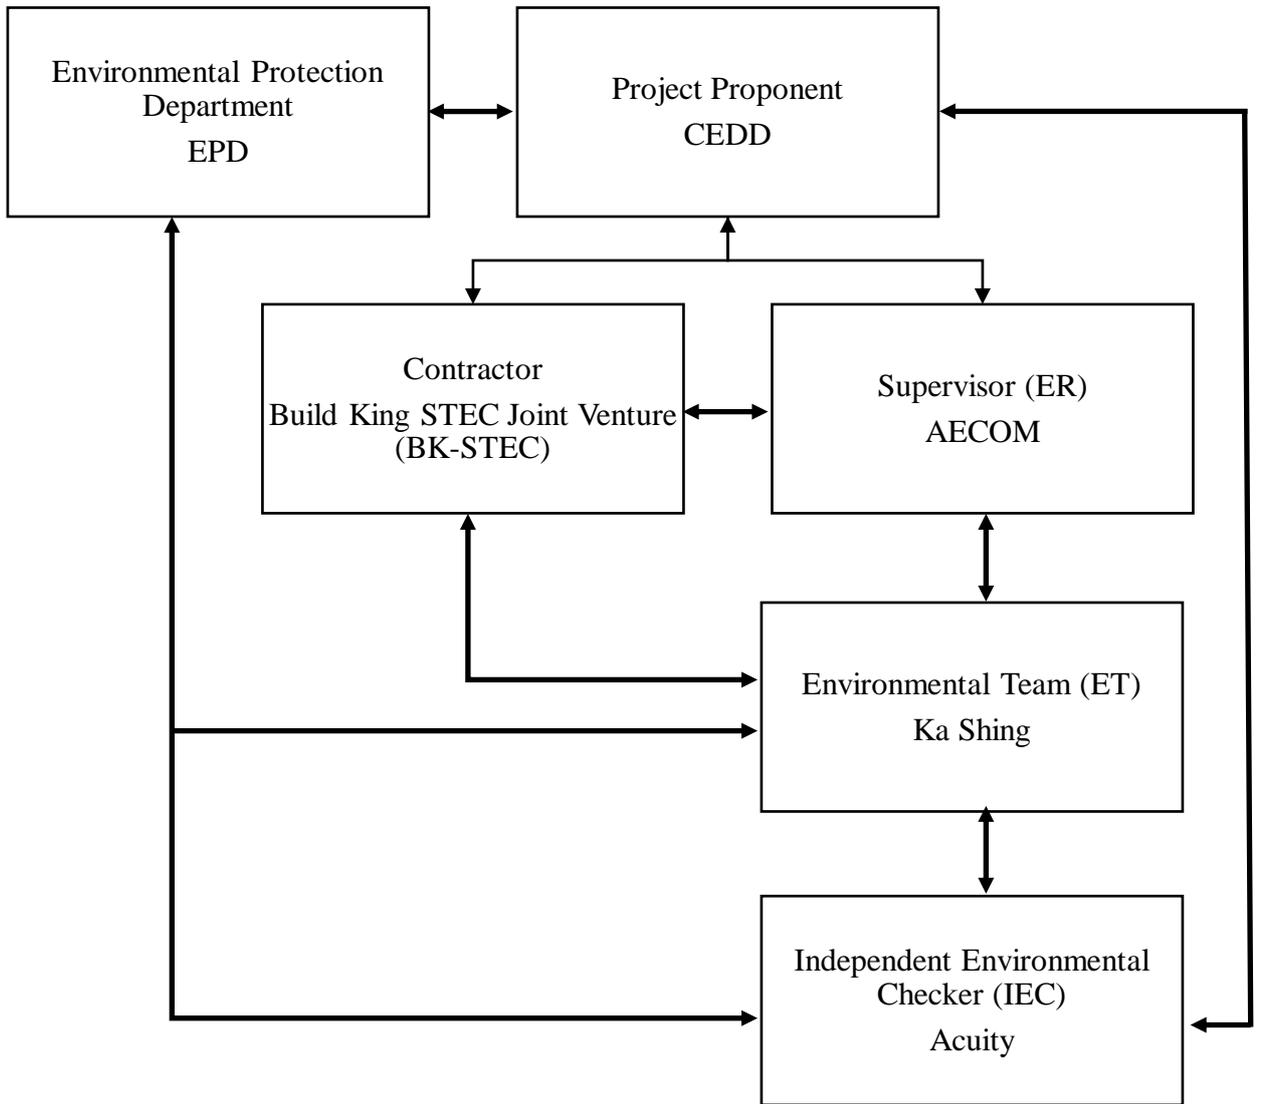 Environmental Protection
Department
EPD
Project Proponent
CEDD
Contractor
Build King STEC Joint Venture
(BK-STEC)
Supervisor (ER)
AECOM
Environmental Team (ET)
Ka Shing
Independent Environmental
Checker (IEC)
Acuity